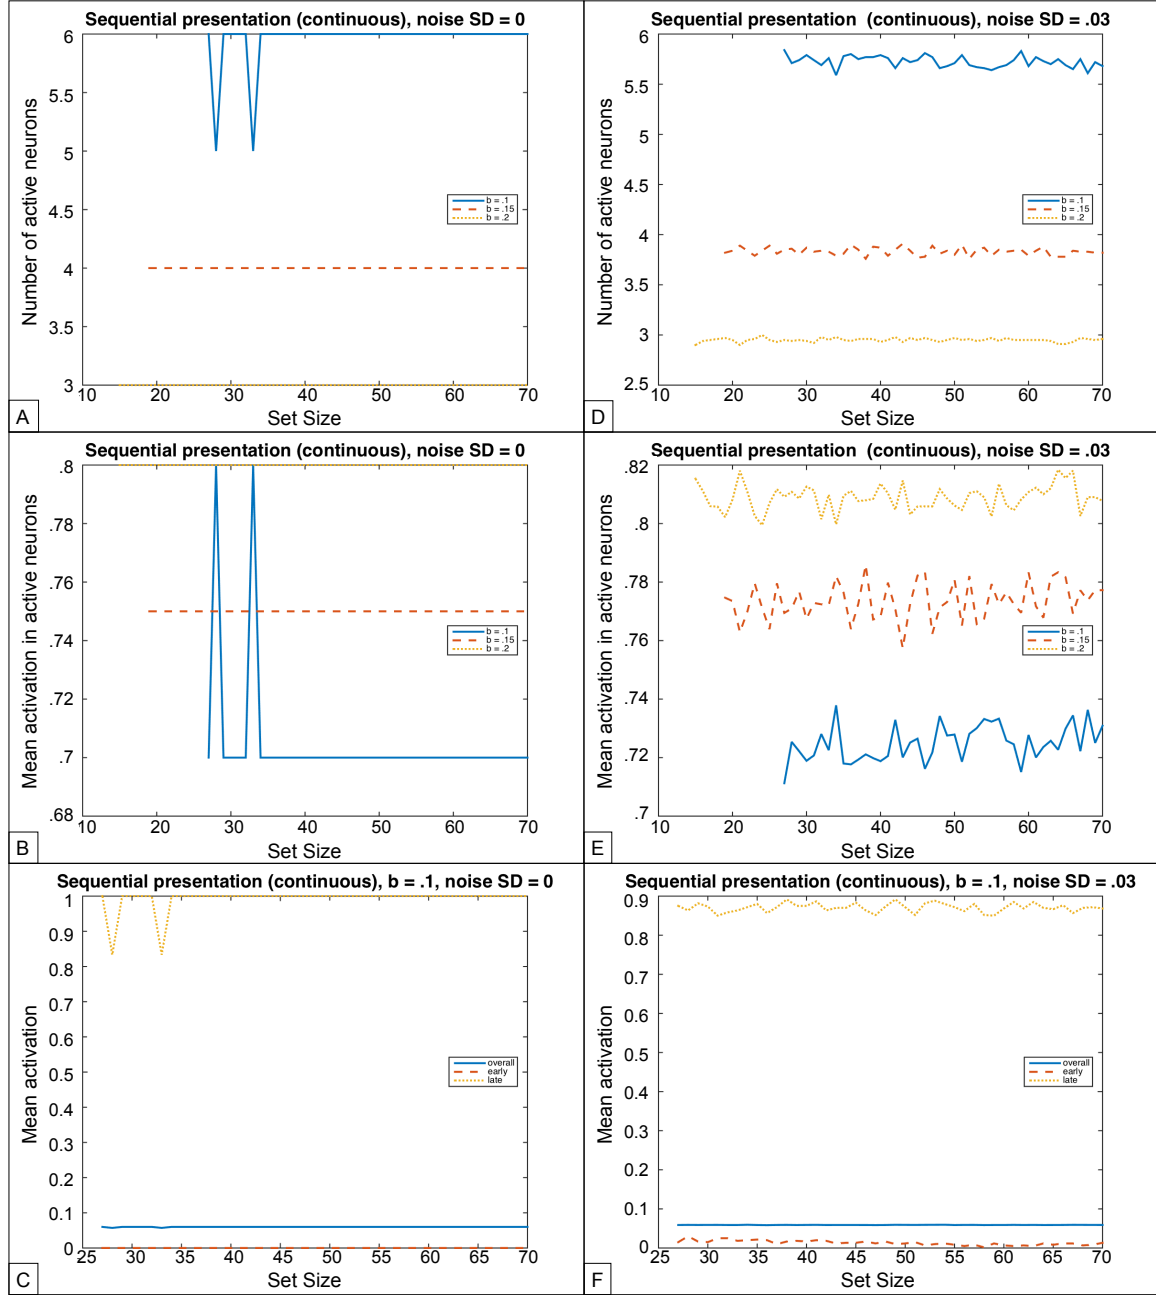 Sequential presentation (continuous), noise SD = 0
Number of active neurons
6
5.5
5
4.5
4
3.5
3
b = .1
b = .15
b = .2
10 20 30 40 50 60 70
Set Size
A
Sequential presentation (continuous), noise SD = .03
Number of active neurons
6
5.5
5
4.5
4
3.5
3
2.5
b = .1
b = .15
b = .2
10 20 30 40 50 60 70
Set Size
D
Sequential presentation (continuous), noise SD = 0
Mean activation in active neurons
.8
.78
.76
.74
.72
.7
.68
b = .1
b = .15
b = .2
10 20 30 40 50 60 70
Set Size
B
Sequential presentation (continuous), noise SD = .03
Mean activation in active neurons
.82
.8
.78
.76
.74
.72
.7
b = .1
b = .15
b = .2
10 20 30 40 50 60 70
Set Size
E
Sequential presentation (continuous), b = .1, noise SD = 0
Mean activation
1
0.9
0.8
0.7
0.6
0.5
0.4
0.3
0.2
0.1
0
overall
early
late
25 30 35 40 45 50 55 60 65 70
Set Size
C
Sequential presentation (continuous), b = .1, noise SD = .03
Mean activation
0.9
0.8
0.7
0.6
0.5
0.4
0.3
0.2
0.1
0
overall
early
late
25 30 35 40 45 50 55 60 65 70
Set Size
F